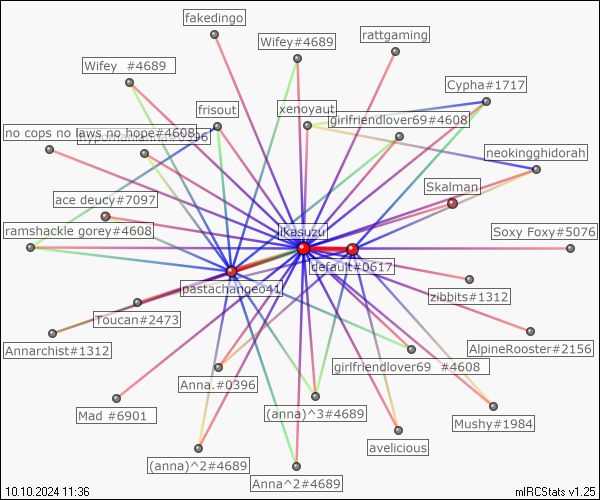 fakedingo
Wifey#4689
rattgaming
Wifey  #4689
Cypha#1717
frisout
xenoyaut
girlfriendlover69#4608
no cops no laws no hope#4608
neokingghidorah
Skalman
ace deucy#7097
ramshackle gorey#4608
iKasuzu
Soxy Foxy#5076
default#0617
pastachangeo41
zibbits#1312
Toucan#2473
Annarchist#1312
AlpineRooster#2156
girlfriendlover69  #4608
Anna.#0396
Mad #6901
(anna)^3#4689
Mushy#1984
avelicious
(anna)^2#4689
Anna^2#4689
10.10.2024 11:36
mIRCStats v1.25